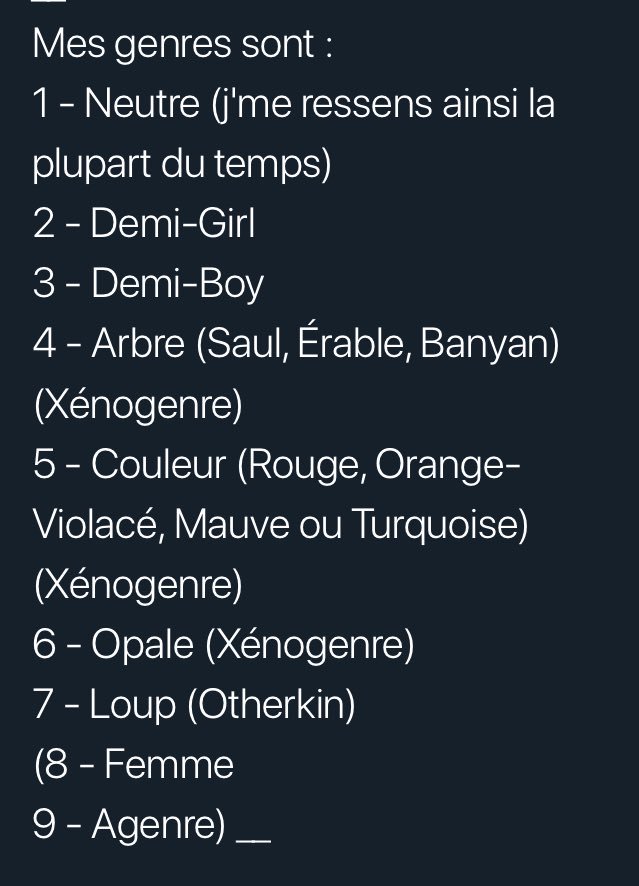 Mes genres sont :
1 - Neutre (j'me ressens ainsi la
plupart du temps)
2 - Demi-Girl
3 - Demi-Boy
4 - Arbre (Saul, Érable, Banyan)
(Xénogenre)
5 - Couleur (Rouge, Orange-
Violacé, Mauve ou Turquoise)
(Xénogenre)
6 - Opale (Xénogenre)
7 - Loup (Otherkin)
(8 - Femme
9 - Agenre) __